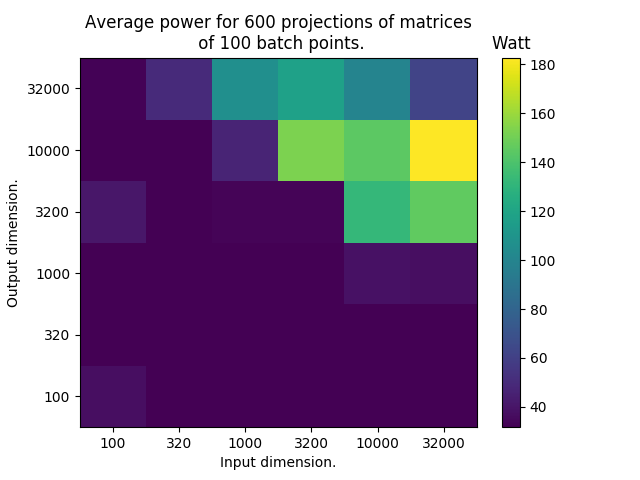 Average power for 600 projections of matrices
of 100 batch points.
Watt
180
160
140
120
100
80
60
40
Output dimension.
32000
10000
3200
1000
320
100
100 320 1000 3200 10000 32000
Input dimension.